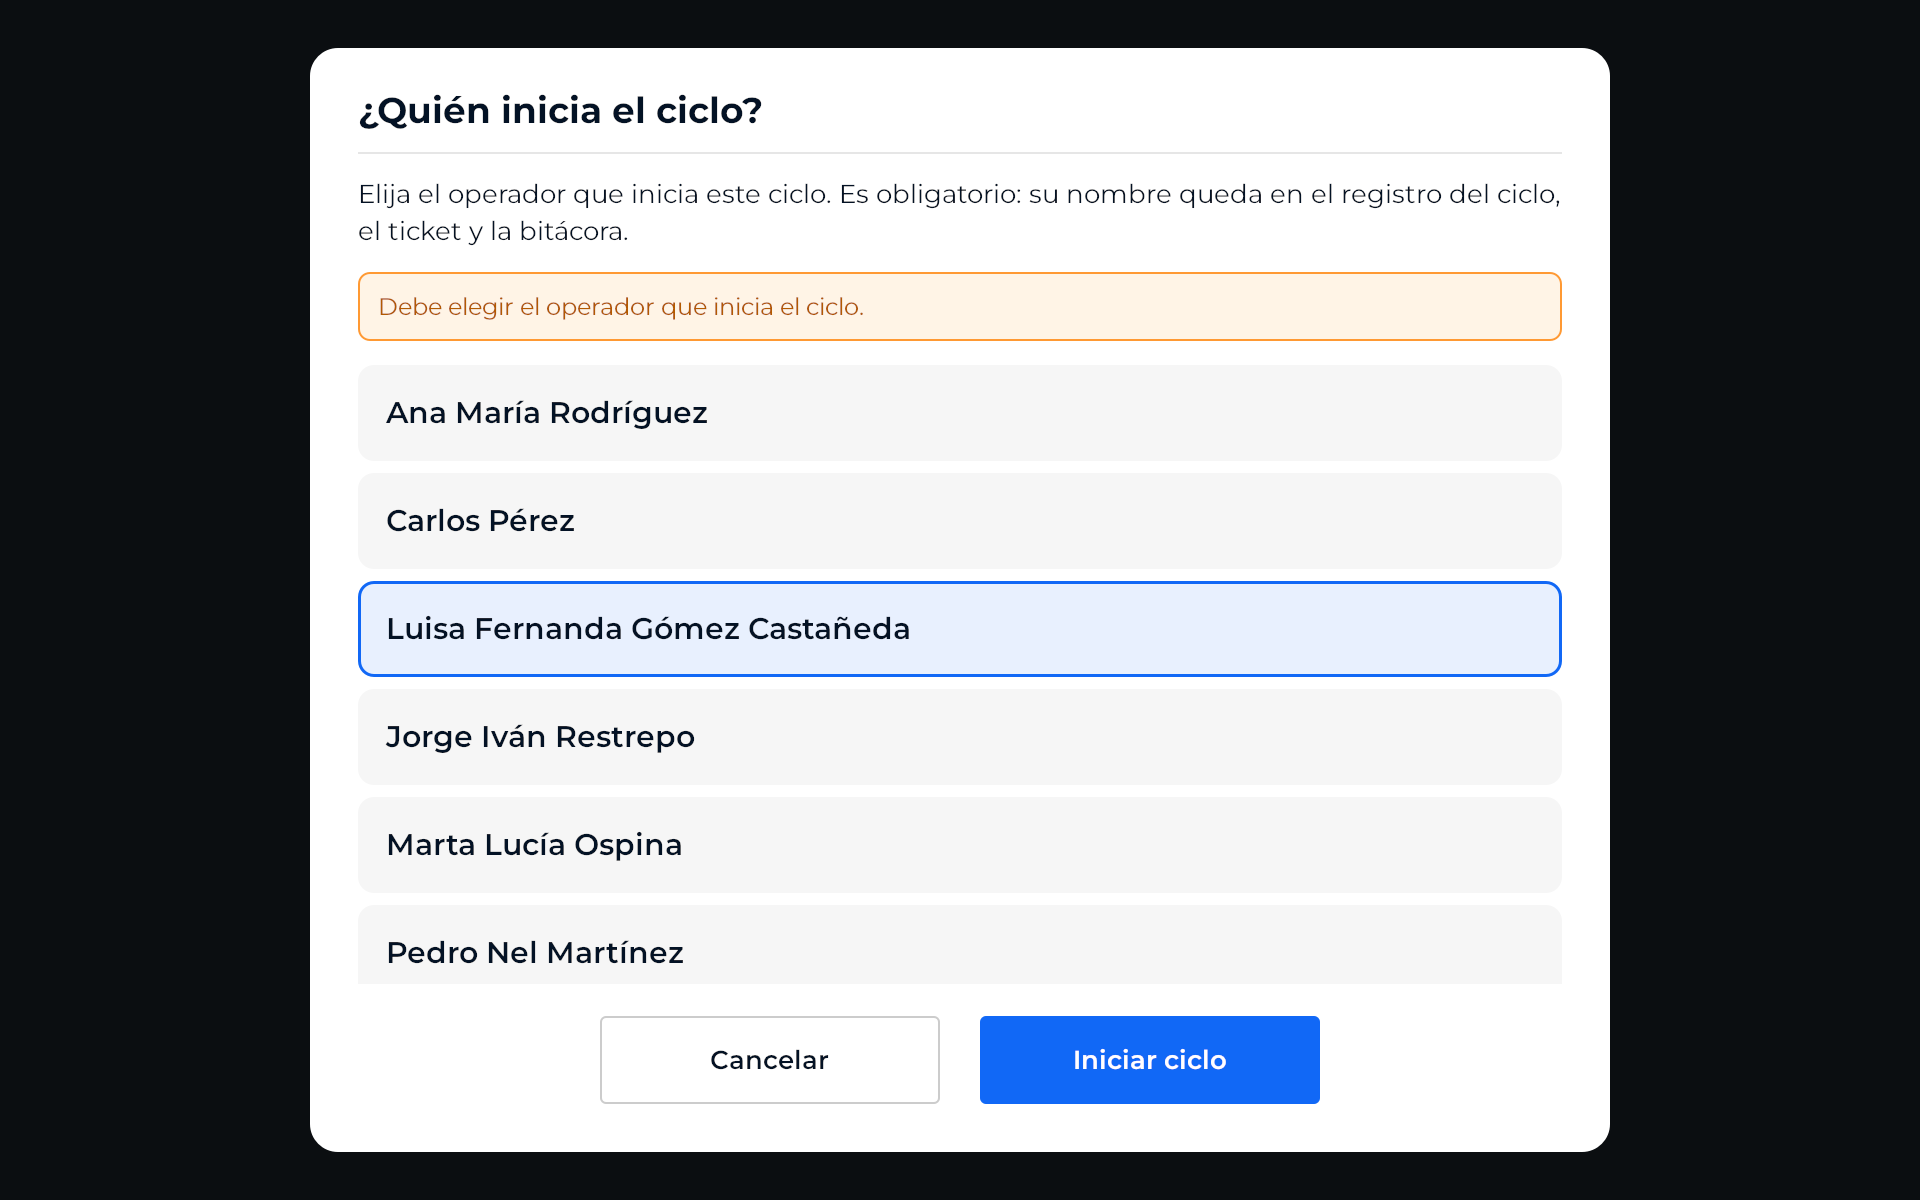 ¿Quién inicia el ciclo?
Elija el operador que inicia este ciclo. Es obligatorio: su nombre queda en el registro del ciclo,
el ticket y la bitácora.
Debe elegir el operador que inicia el ciclo.
Ana María Rodríguez
Carlos Pérez
Luisa Fernanda Gómez Castañeda
Jorge Iván Restrepo
Marta Lucía Ospina
Pedro Nel Martínez
Cancelar
Iniciar ciclo